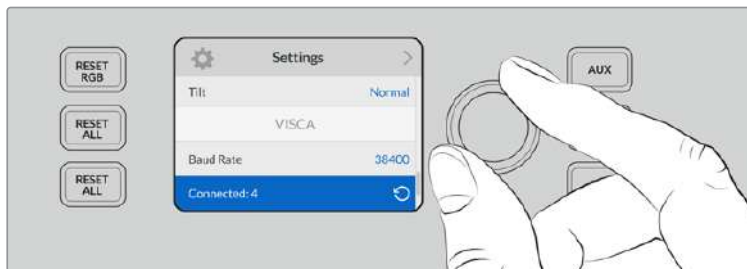 RESET
RGB
RESET
ALL
RESET
ALL
Settings
Tilt Normal
VISCA
Baud Rate 38400
Connected: 4
AUX